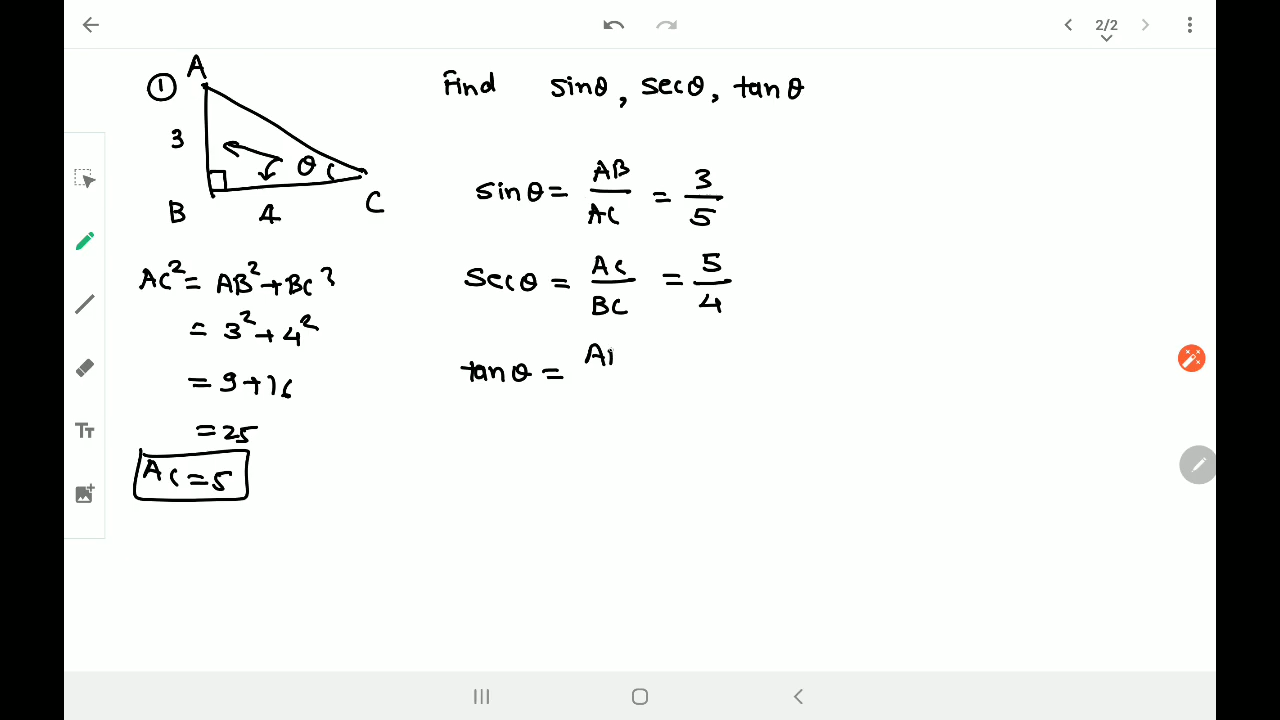 2/2
① A
Find sinθ, secθ, tanθ
3
θ
B 4 C
sinθ = AB/AC = 3/5
AC² = AB² + BC²
secθ = AC/BC = 5/4
= 3² + 4²
tanθ = A
= 9 + 16
= 25
AC = 5
Tт